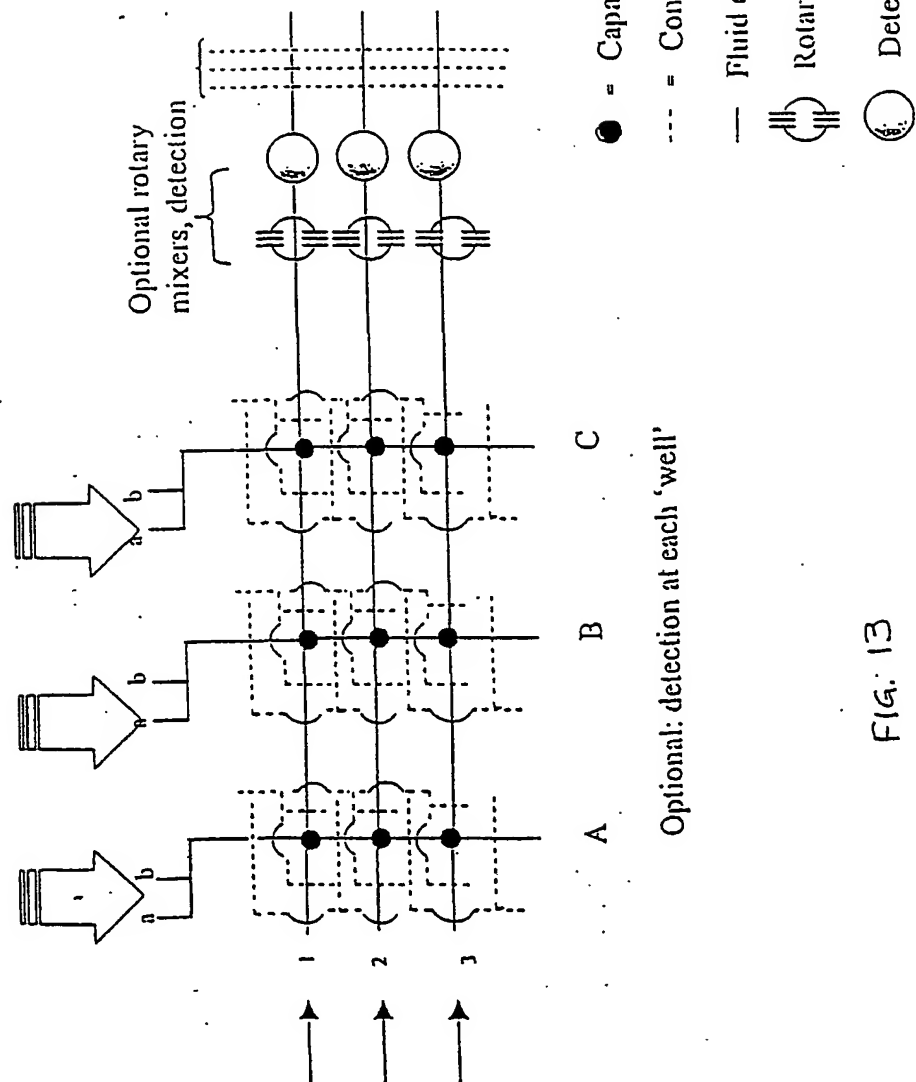 Optional rotary
mixers, detection
a b
a b
b
1
2
3
A
B
C
Optional: detection at each 'well'
= Capa
= Con
Fluid
Rotar
Dete
FIG. 13